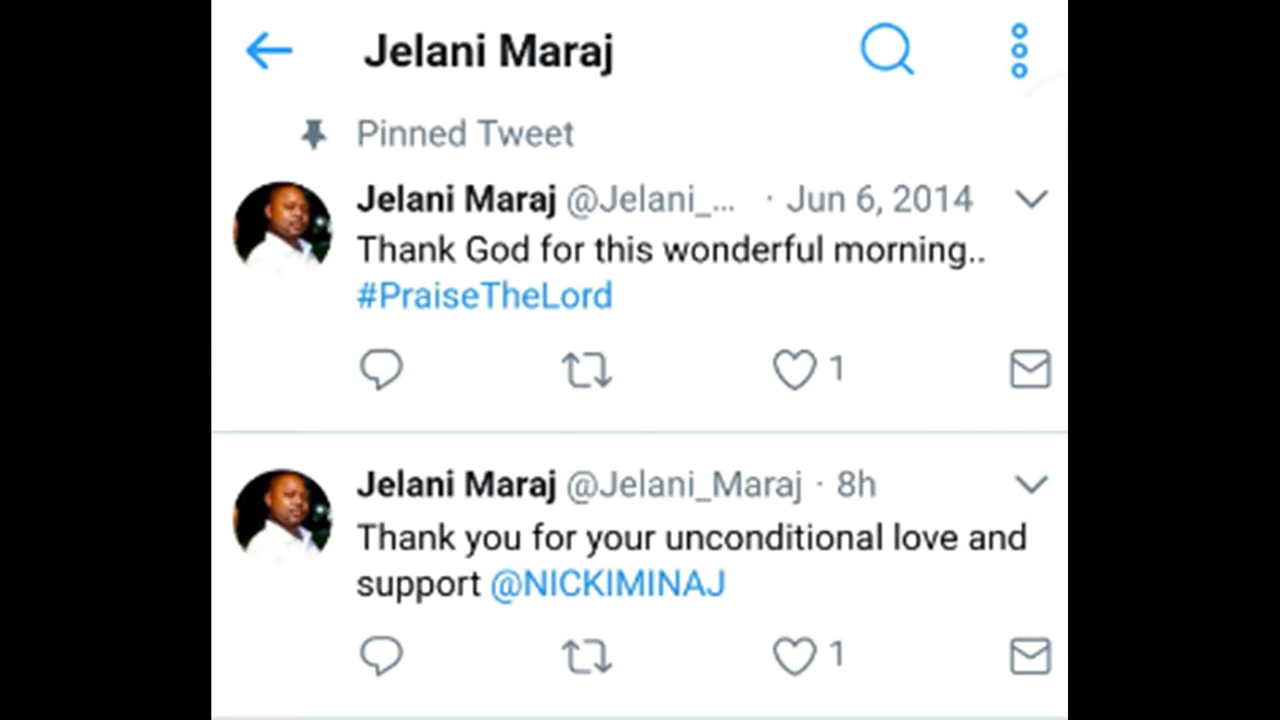 Jelani Maraj
Pinned Tweet
Jelani Maraj @Jelani_... · Jun 6, 2014
Thank God for this wonderful morning..
#PraiseTheLord
1
Jelani Maraj @Jelani_Maraj · 8h
Thank you for your unconditional love and
support @NICKIMINAJ
1